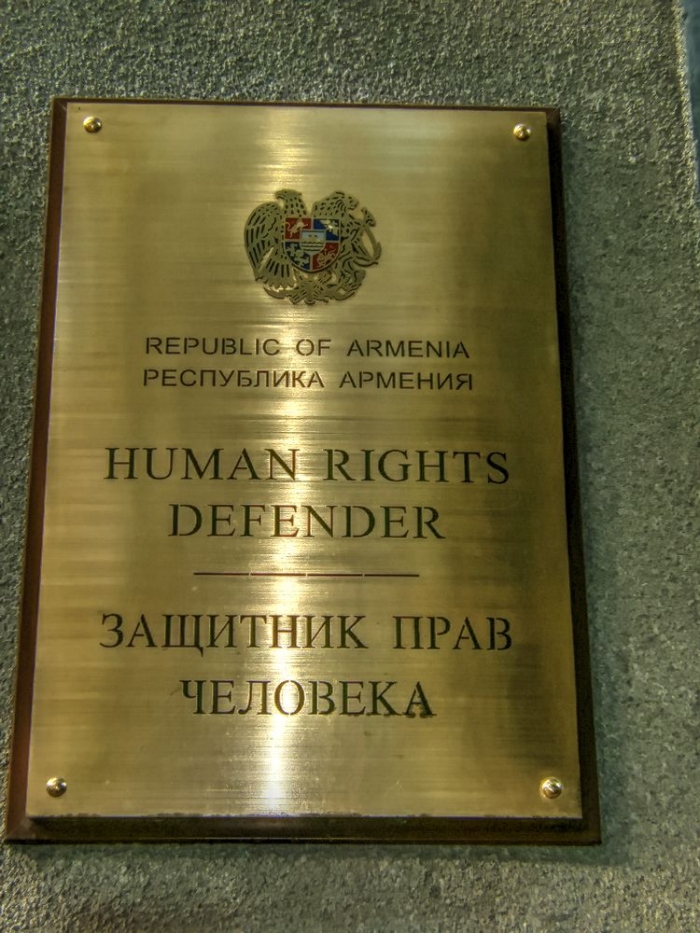 REPUBLIC OF ARMENIA
РЕСПУБЛИКА АРМЕНИЯ
HUMAN RIGHTS
DEFENDER
ЗАЩИТНИК ПРАВ
ЧЕЛОВЕКА